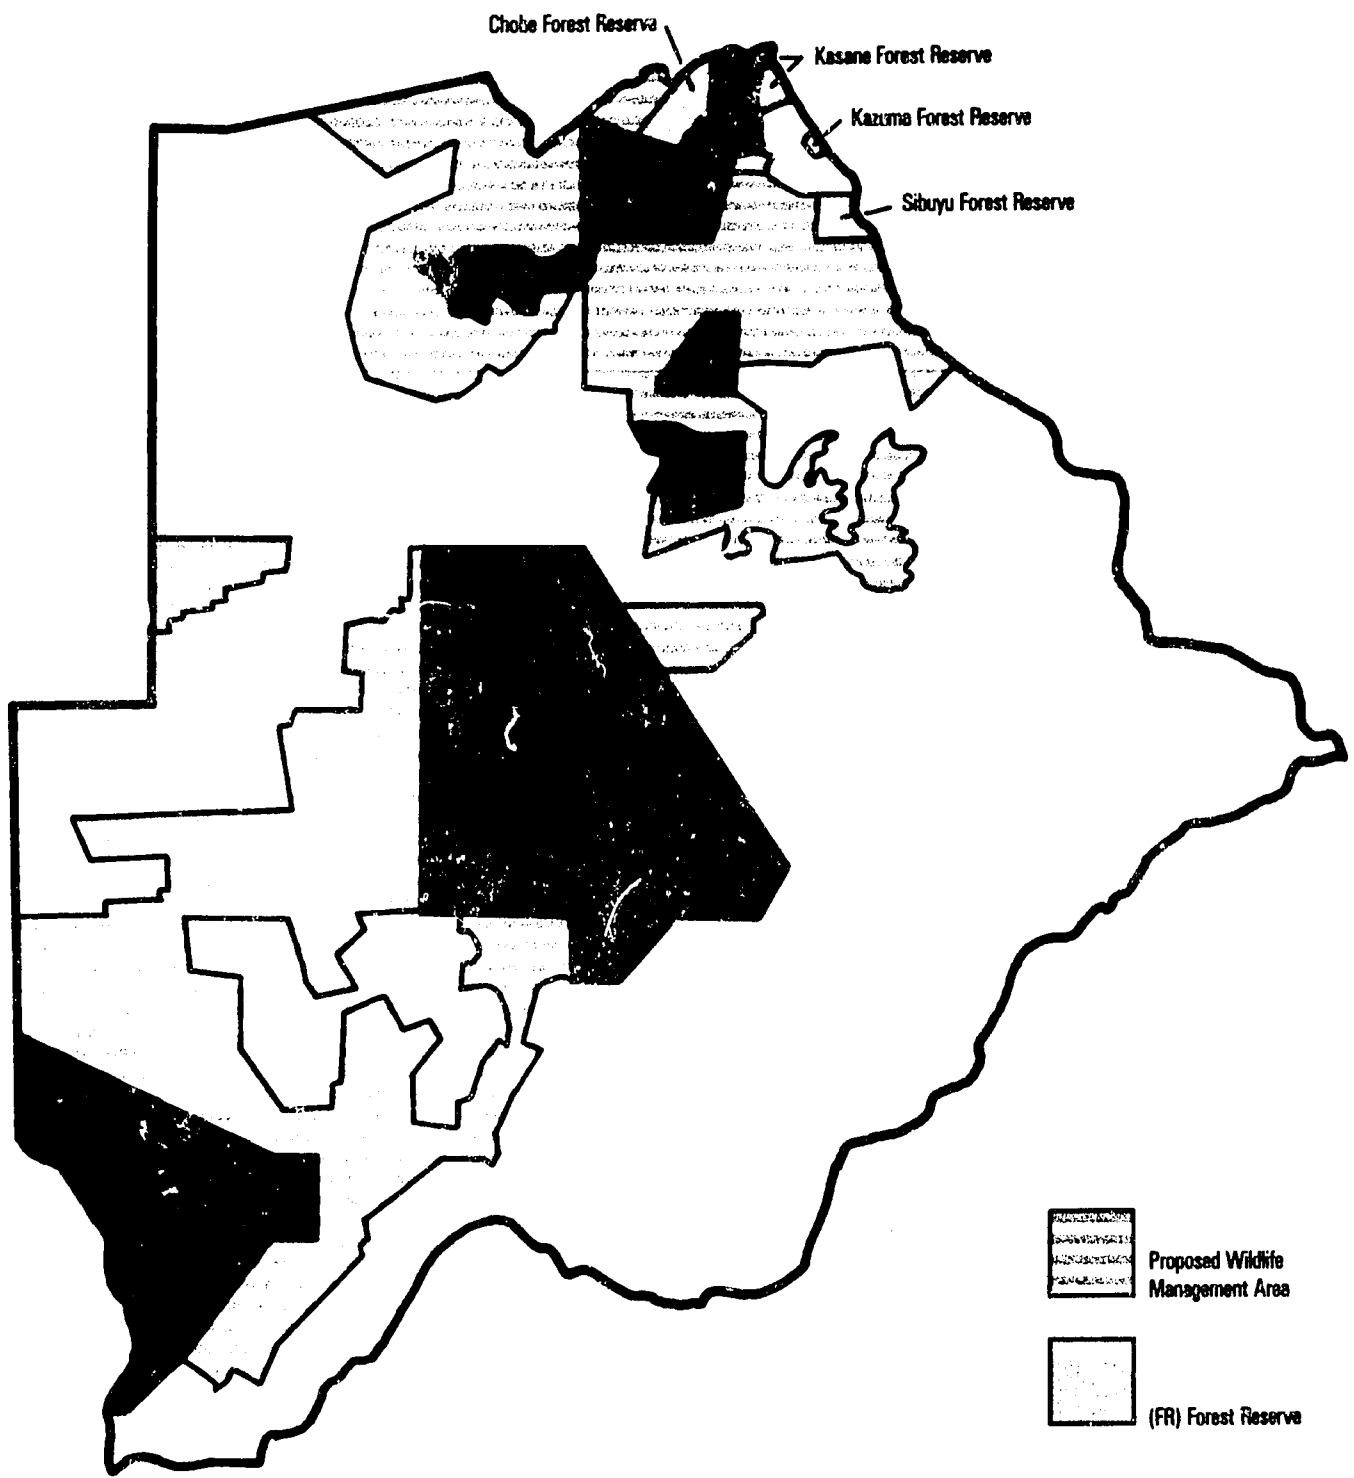 Chobe Forest Reserve
Kasane Forest Reserve
Kazuma Forest Reserve
Sibuyu Forest Reserve
Proposed Wildlife
Management Area
(FR) Forest Reserve